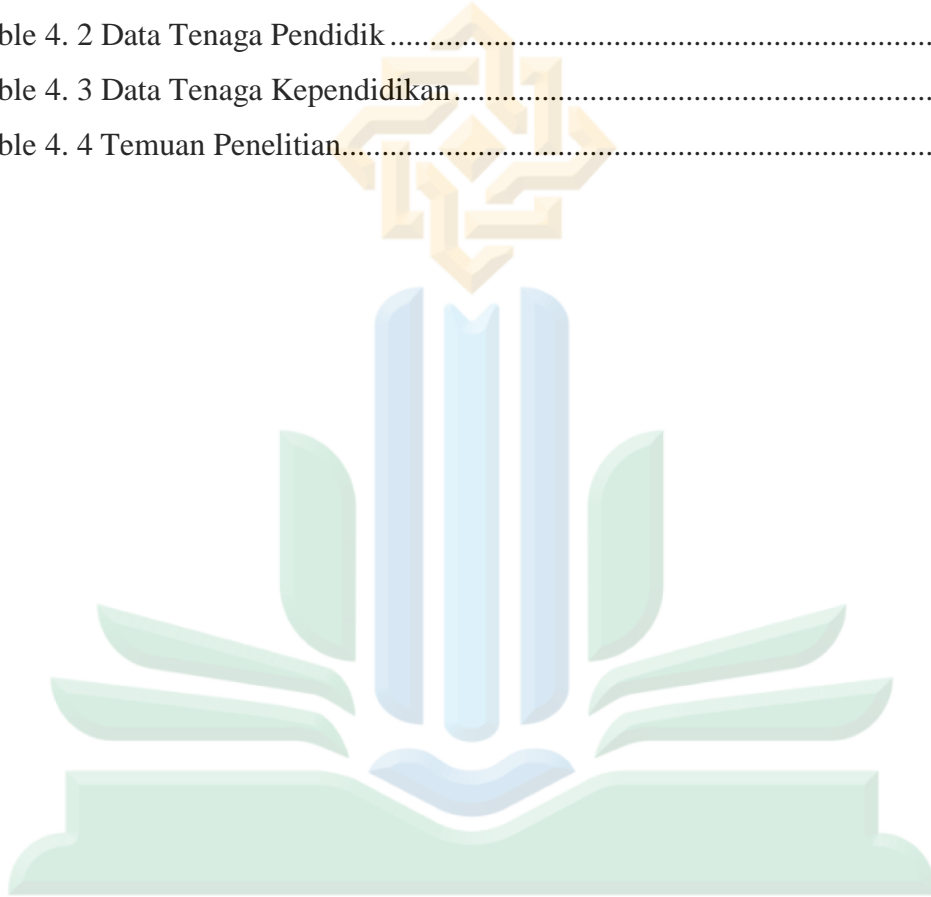 ble 4. 2 Data Tenaga Pendidik ........................................................................
ble 4. 3 Data Tenaga Kependidikan ................................................................
ble 4. 4 Temuan Penelitian..............................................................................